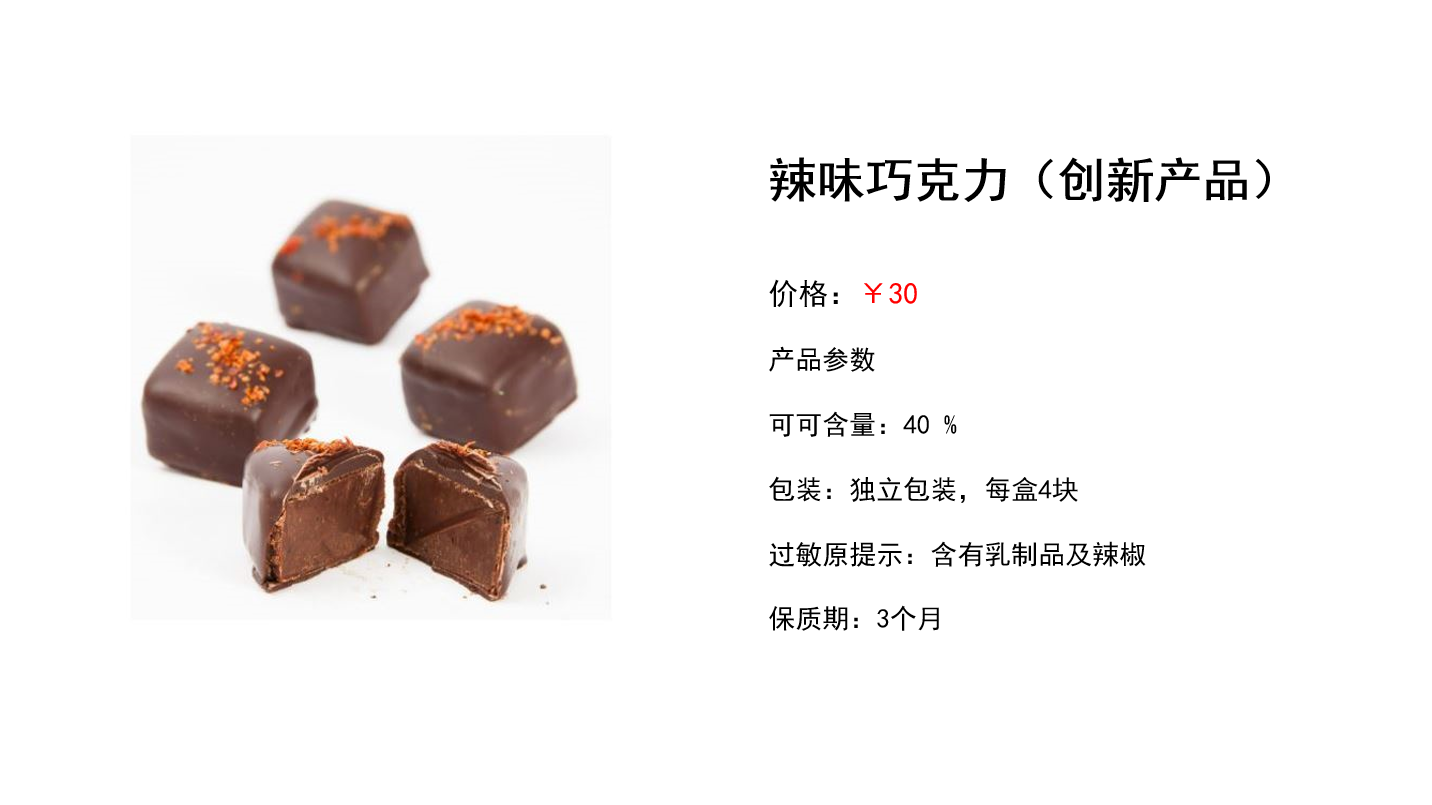 辣味巧克力（创新产品）
价格：￥30
产品参数
可可含量：40 %
包装：独立包装，每盒4块
过敏原提示：含有乳制品及辣椒
保质期：3个月